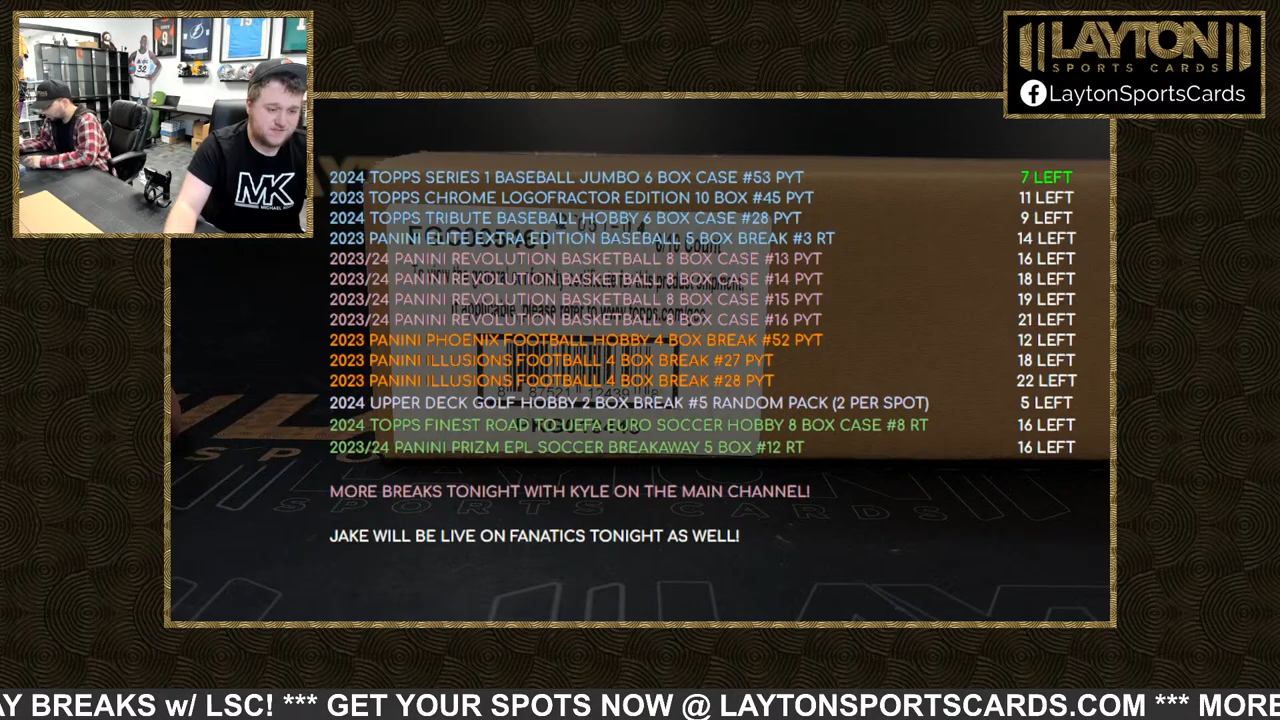 LAYTON
SPORTS CARDS
LaytonSportsCards
MK
32
9
2024 TOPPS SERIES 1 BASEBALL JUMBO 6 BOX CASE #53 PYT 7 LEFT
2023 TOPPS CHROME LOGOFRACTOR EDITION 10 BOX #45 PYT 11 LEFT
2024 TOPPS TRIBUTE BASEBALL HOBBY 6 BOX CASE #28 PYT 9 LEFT
2023 PANINI ELITE EXTRA EDITION BASEBALL 5 BOX BREAK #3 RT 14 LEFT
2023/24 PANINI REVOLUTION BASKETBALL 8 BOX CASE #13 PYT 16 LEFT
2023/24 PANINI REVOLUTION BASKETBALL 8 BOX CASE #14 PYT 18 LEFT
2023/24 PANINI REVOLUTION BASKETBALL 8 BOX CASE #15 PYT 19 LEFT
2023/24 PANINI REVOLUTION BASKETBALL 8 BOX CASE #16 PYT 21 LEFT
2023 PANINI PHOENIX FOOTBALL HOBBY 4 BOX BREAK #52 PYT 12 LEFT
2023 PANINI ILLUSIONS FOOTBALL 4 BOX BREAK #27 PYT 18 LEFT
2023 PANINI ILLUSIONS FOOTBALL 4 BOX BREAK #28 PYT 22 LEFT
2024 UPPER DECK GOLF HOBBY 2 BOX BREAK #5 RANDOM PACK (2 PER SPOT) 5 LEFT
2024 TOPPS FINEST ROAD TO UEFA EURO SOCCER HOBBY 8 BOX CASE #8 RT 16 LEFT
2023/24 PANINI PRIZM EPL SOCCER BREAKAWAY 5 BOX #12 RT 16 LEFT
MORE BREAKS TONIGHT WITH KYLE ON THE MAIN CHANNEL!
JAKE WILL BE LIVE ON FANATICS TONIGHT AS WELL!
AY BREAKS w/ LSC! *** GET YOUR SPOTS NOW @ LAYTONSPORTSCARDS.COM *** MORE